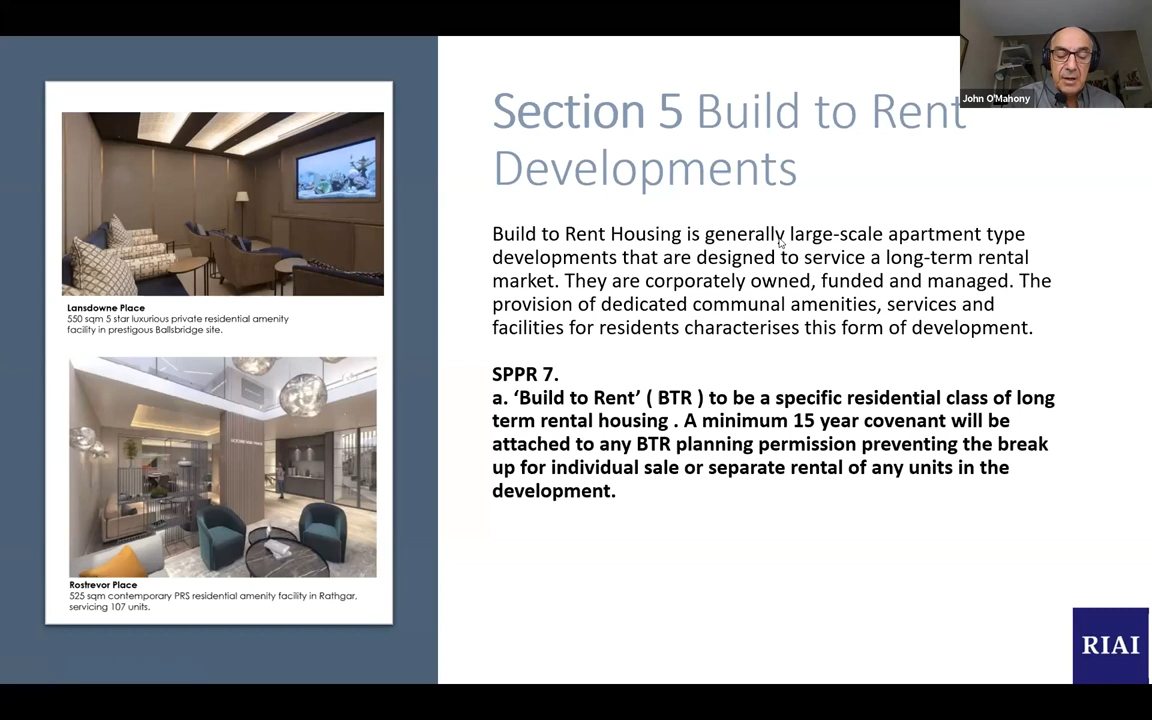 John O'Mahony
Section 5 Build to Rent
Developments
Build to Rent Housing is generally large-scale apartment type
developments that are designed to service a long-term rental
market. They are corporately owned, funded and managed. The
provision of dedicated communal amenities, services and
facilities for residents characterises this form of development.
SPPR 7.
a. ‘Build to Rent’ ( BTR ) to be a specific residential class of long
term rental housing . A minimum 15 year covenant will be
attached to any BTR planning permission preventing the break
up for individual sale or separate rental of any units in the
development.
Lansdowne Place
550 sqm 5 star luxurious private residential amenity
facility in prestigious Ballsbridge site.
Rostrevor Place
525 sqm contemporary PRS residential amenity facility in Rathgar,
servicing 107 units.
RIAI